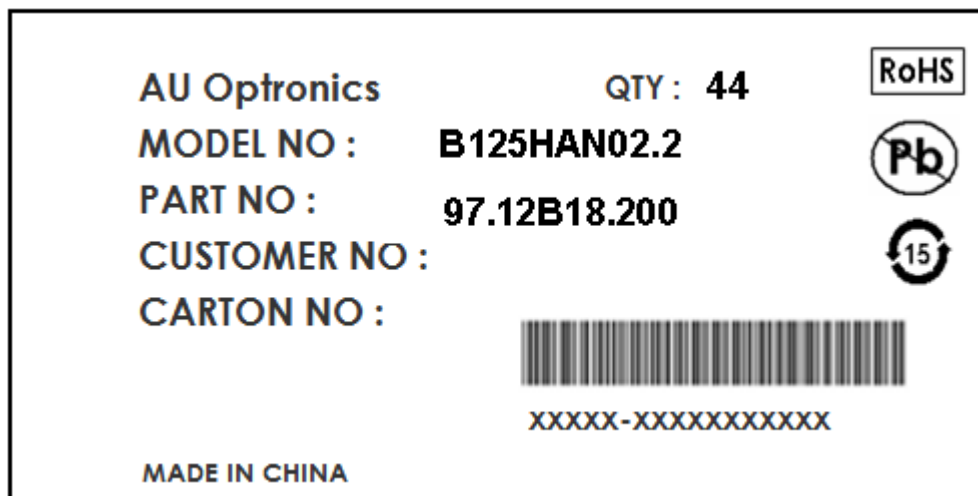 AU Optronics QTY : 44
RoHS
MODEL NO : B125HAN02.2
Pb
PART NO : 97.12B18.200
CUSTOMER NO :
15
CARTON NO :
XXXXX-XXXXXXXXXXX
MADE IN CHINA